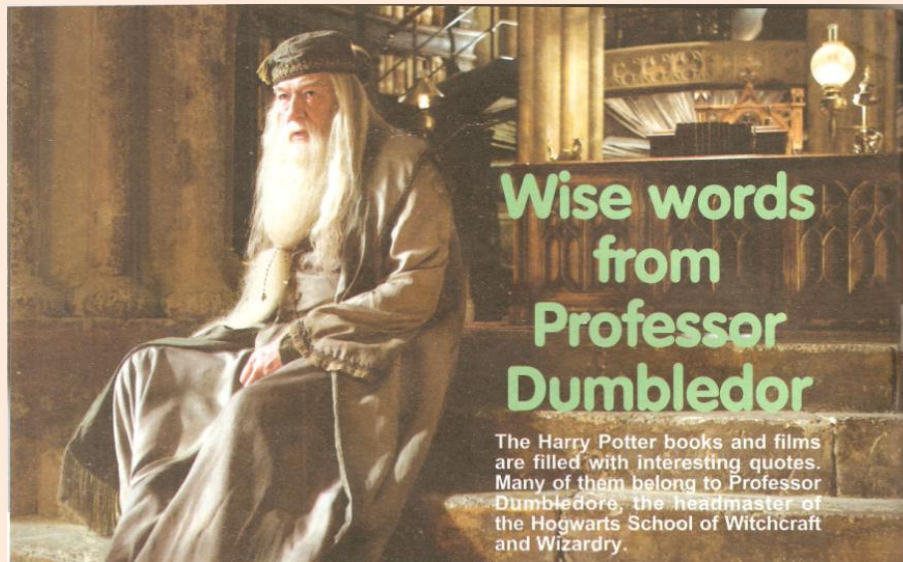 Wise words
from
Professor
Dumbledor
The Harry Potter books and films
are filled with interesting quotes.
Many of them belong to Professor
Dumbledore, the headmaster of
the Hogwarts School of Witchcraft
and Wizardry.